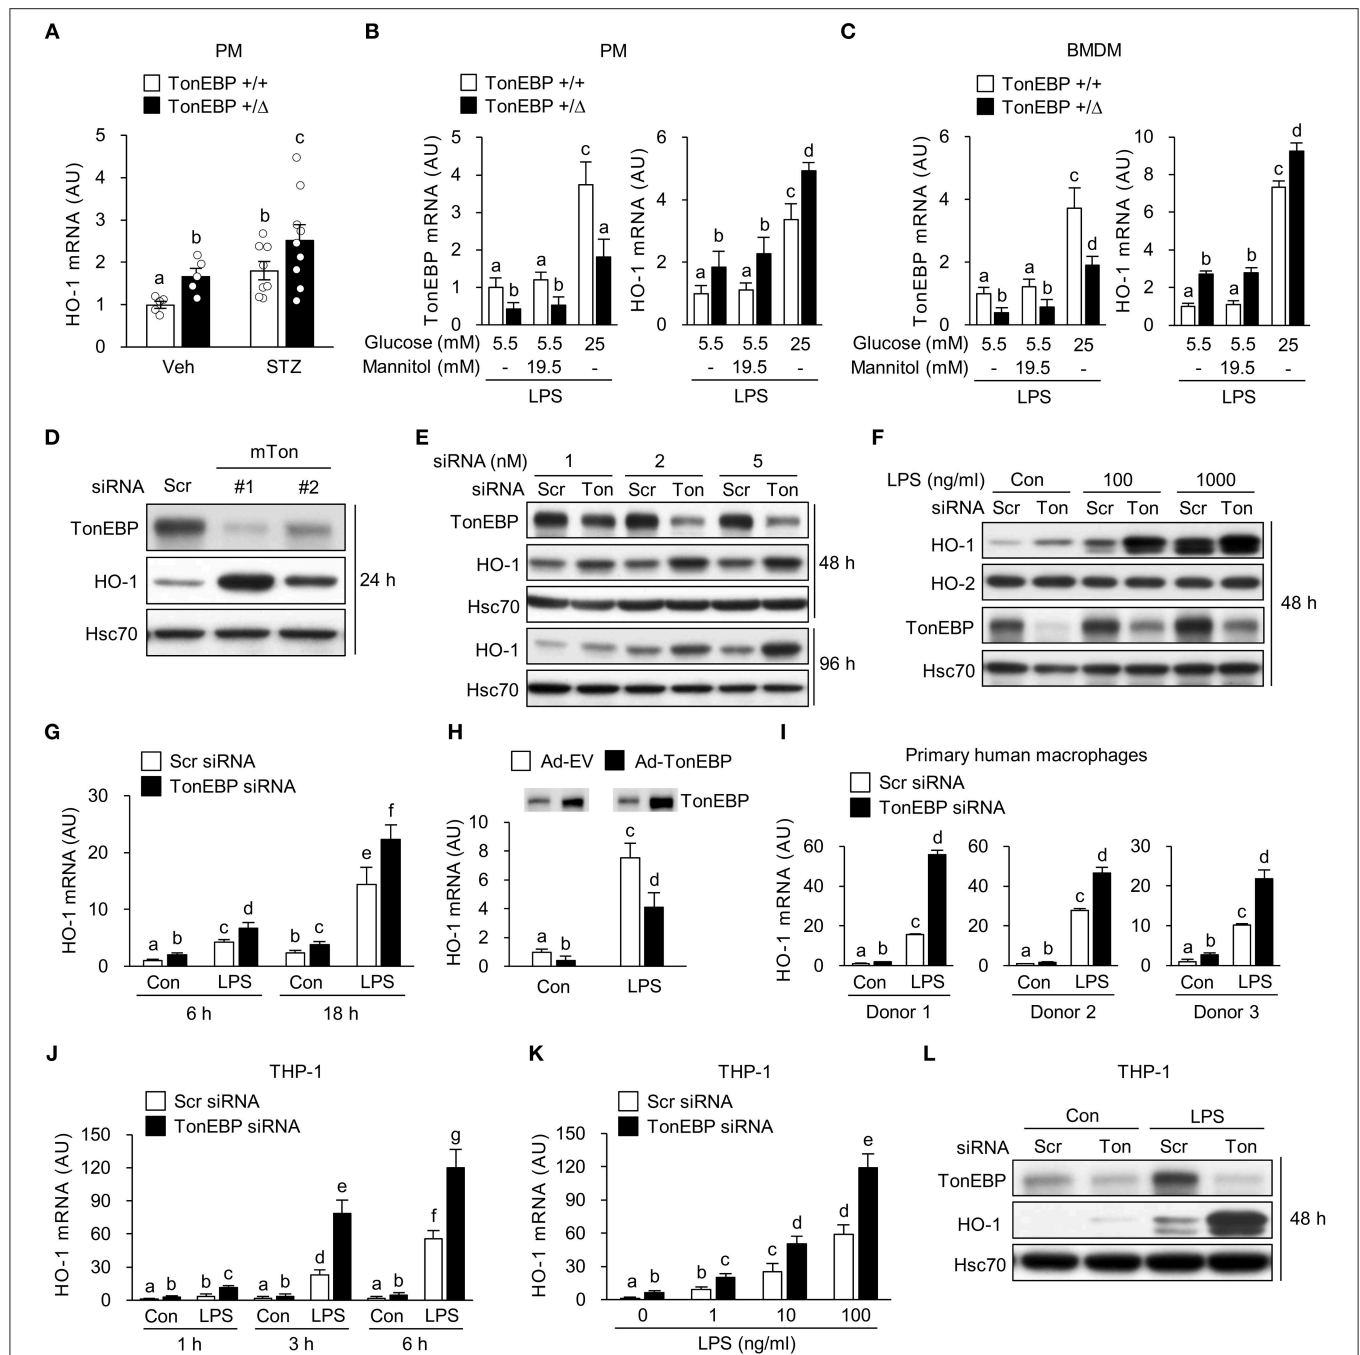 A
PM
TonEBP +/+
TonEBP +/Δ
HO-1 mRNA (AU)
5
4
3
2
1
0
a
b
b
c
Veh
STZ
B
PM
TonEBP +/+
TonEBP +/Δ
TonEBP mRNA (AU)
5
4
3
2
1
0
a
b
a
b
c
a
HO-1 mRNA (AU)
6
4
2
0
a
b
a
b
c
d
Glucose (mM) 5.5 5.5 25 5.5 5.5 25
Mannitol (mM) - 19.5 - - 19.5 -
LPS LPS
C
BMDM
TonEBP +/+
TonEBP +/Δ
TonEBP mRNA (AU)
6
4
2
0
a
b
a
b
c
d
HO-1 mRNA (AU)
10
8
6
4
2
0
a
b
a
b
c
d
Glucose (mM) 5.5 5.5 25 5.5 5.5 25
Mannitol (mM) - 19.5 - - 19.5 -
LPS LPS
D
mTon
siRNA Scr #1 #2
TonEBP
HO-1
Hsc70
24 h
E
siRNA (nM) 1 2 5
siRNA Scr Ton Scr Ton Scr Ton
TonEBP
HO-1
Hsc70
48 h
HO-1
Hsc70
96 h
F
LPS (ng/ml) Con 100 1000
siRNA Scr Ton Scr Ton Scr Ton
HO-1
HO-2
TonEBP
Hsc70
48 h
G
Scr siRNA
TonEBP siRNA
HO-1 mRNA (AU)
30
20
10
0
a
b
c
d
b
c
e
f
Con LPS Con LPS
6 h 18 h
H
Ad-EV Ad-TonEBP
TonEBP
HO-1 mRNA (AU)
10
8
6
4
2
0
a
b
c
d
Con LPS
I
Primary human macrophages
Scr siRNA
TonEBP siRNA
HO-1 mRNA (AU)
60
40
20
0
a
b
c
d
Con LPS
Donor 1
60
40
20
0
a
b
c
d
Con LPS
Donor 2
30
20
10
0
a
b
c
d
Con LPS
Donor 3
J
THP-1
Scr siRNA
TonEBP siRNA
HO-1 mRNA (AU)
150
120
90
60
30
0
a
b
b
c
a
b
d
e
a
b
f
g
Con LPS Con LPS Con LPS
1 h 3 h 6 h
K
THP-1
Scr siRNA
TonEBP siRNA
HO-1 mRNA (AU)
150
120
90
60
30
0
a
b
b
c
c
d
d
e
0 1 10 100
LPS (ng/ml)
L
THP-1
Con LPS
siRNA Scr Ton Scr Ton
TonEBP
HO-1
Hsc70
48 h